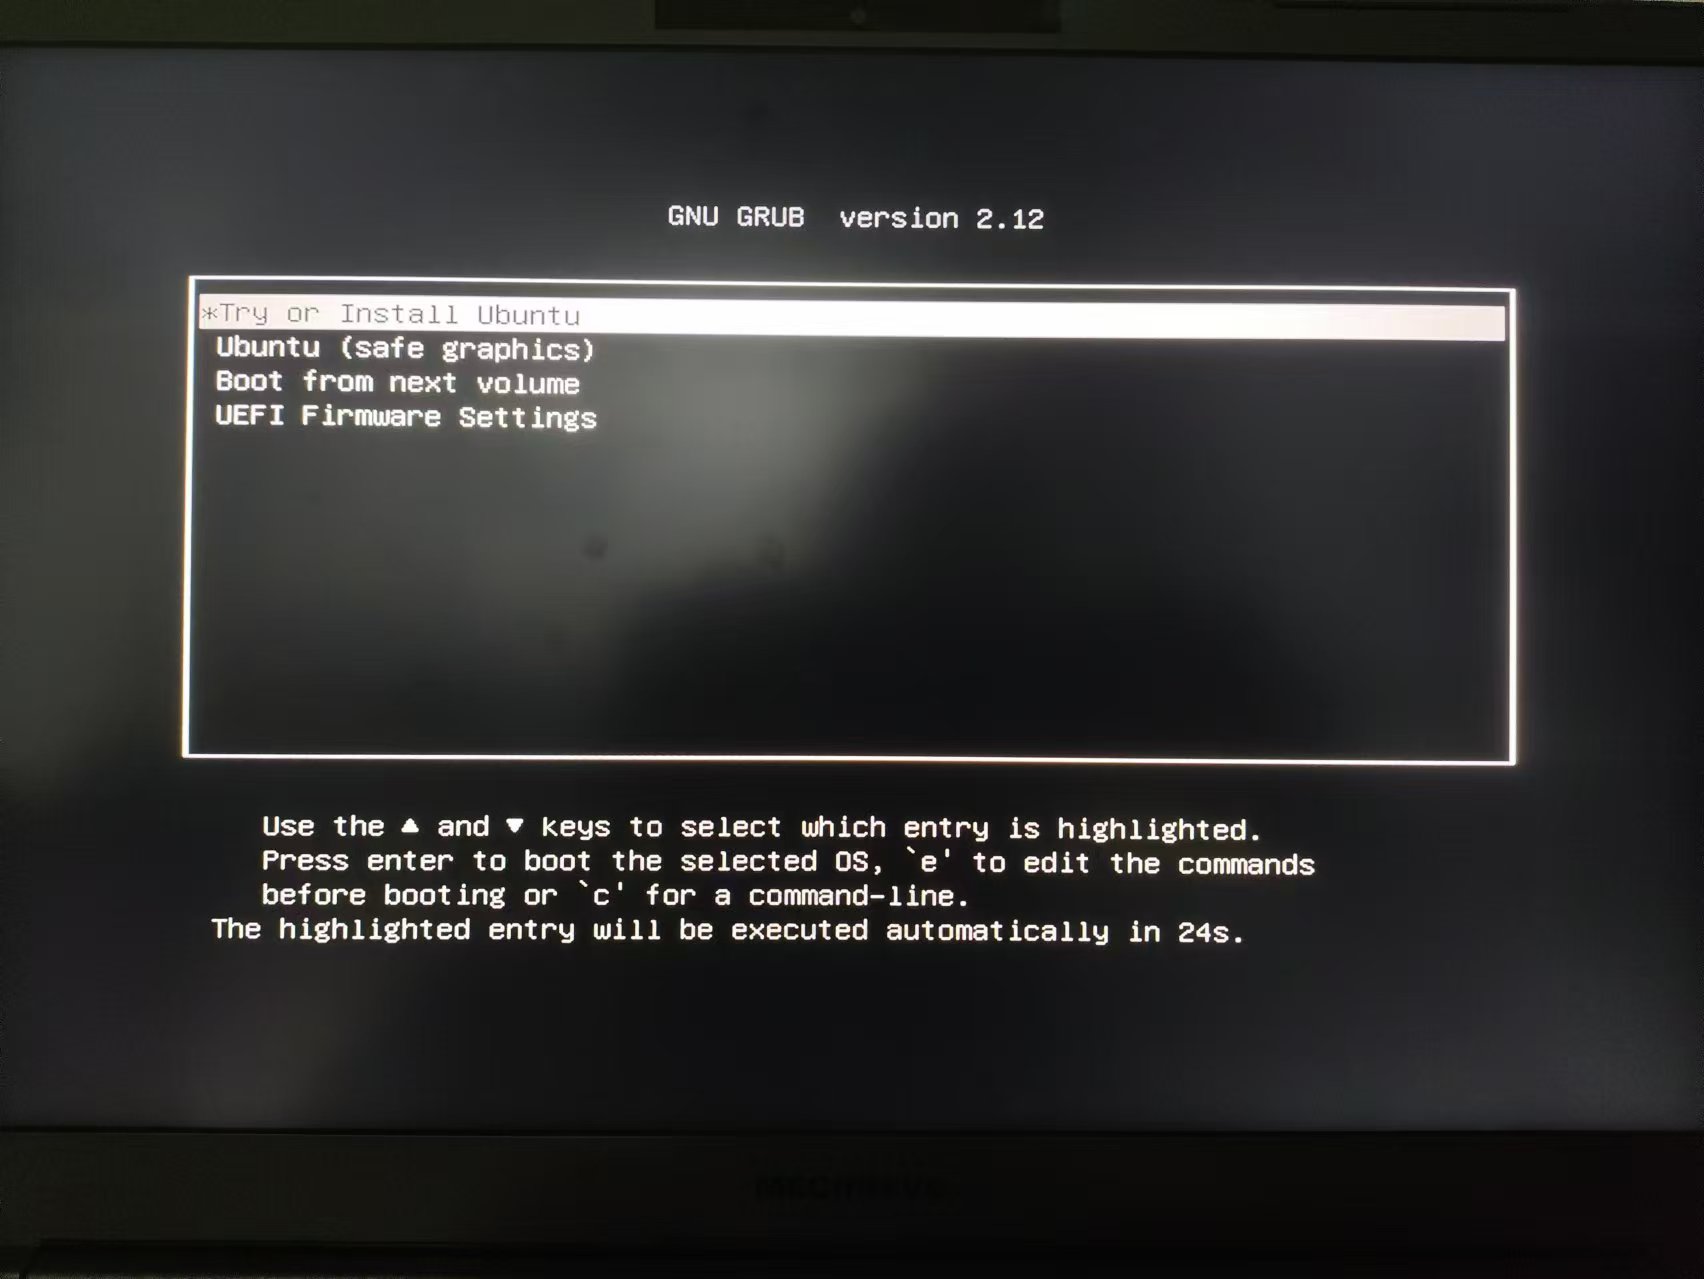 GNU GRUB version 2.12
*Try or Install Ubuntu
Ubuntu (safe graphics)
Boot from next volume
UEFI Firmware Settings
Use the ▲ and ▼ keys to select which entry is highlighted.
Press enter to boot the selected OS, `e' to edit the commands
before booting or `c' for a command-line.
The highlighted entry will be executed automatically in 24s.